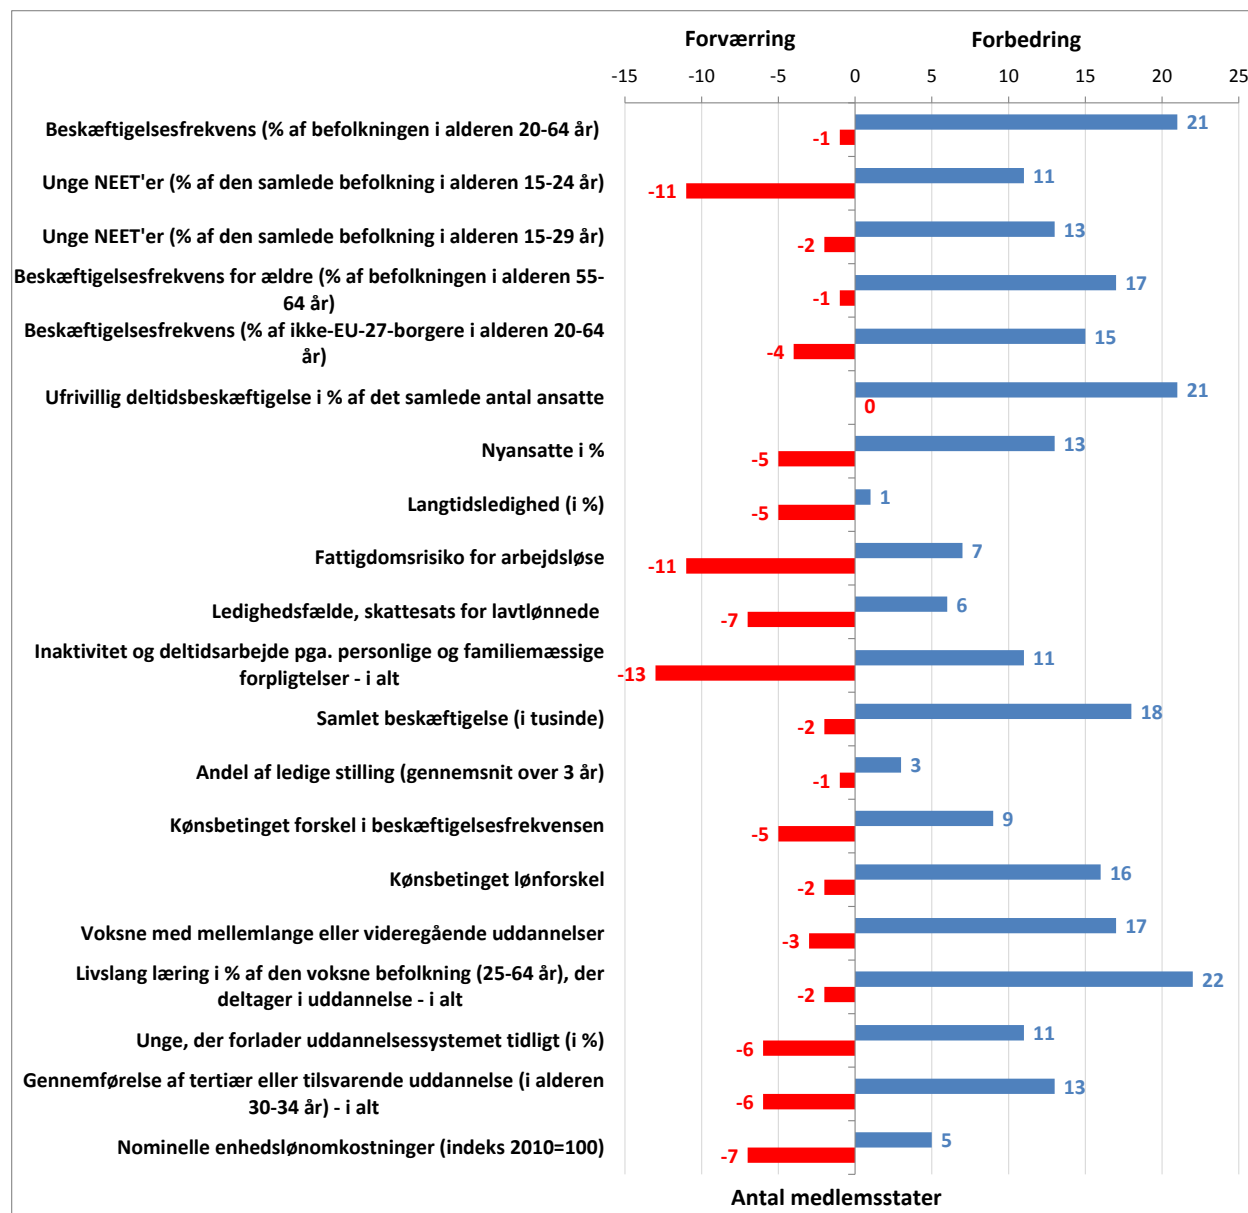 Forværring Forbedring
-15 -10 -5 0 5 10 15 20 25
Beskæftigelsesfrekvens (% af befolkningen i alderen 20-64 år)
-1 21
Unge NEET'er (% af den samlede befolkning i alderen 15-24 år)
-11 11
Unge NEET'er (% af den samlede befolkning i alderen 15-29 år)
-2 13
Beskæftigelsesfrekvens for ældre (% af befolkningen i alderen 55-
64 år)
-1 17
Beskæftigelsesfrekvens (% af ikke-EU-27-borgere i alderen 20-64
år)
-4 15
Ufrivillig deltidsbeskæftigelse i % af det samlede antal ansatte
0 21
Nyansatte i %
-5 13
Langtidsledighed (i %)
-5 1
Fattigdomsrisiko for arbejdsløse
-11 7
Ledighedsfælde, skattesats for lavtlønnede
-7 6
Inaktivitet og deltidsarbejde pga. personlige og familiemæssige
forpligtelser - i alt
-13 11
Samlet beskæftigelse (i tusinde)
-2 18
Andel af ledige stilling (gennemsnit over 3 år)
-1 3
Kønsbetinget forskel i beskæftigelsesfrekvensen
-5 9
Kønsbetinget lønforskel
-2 16
Voksne med mellemlange eller videregående uddannelser
-3 17
Livslang læring i % af den voksne befolkning (25-64 år), der
deltager i uddannelse - i alt
-2 22
Unge, der forlader uddannelsessystemet tidligt (i %)
-6 11
Gennemførelse af tertiær eller tilsvarende uddannelse (i alderen
30-34 år) - i alt
-6 13
Nominelle enhedslønomkostninger (indeks 2010=100)
-7 5
Antal medlemsstater